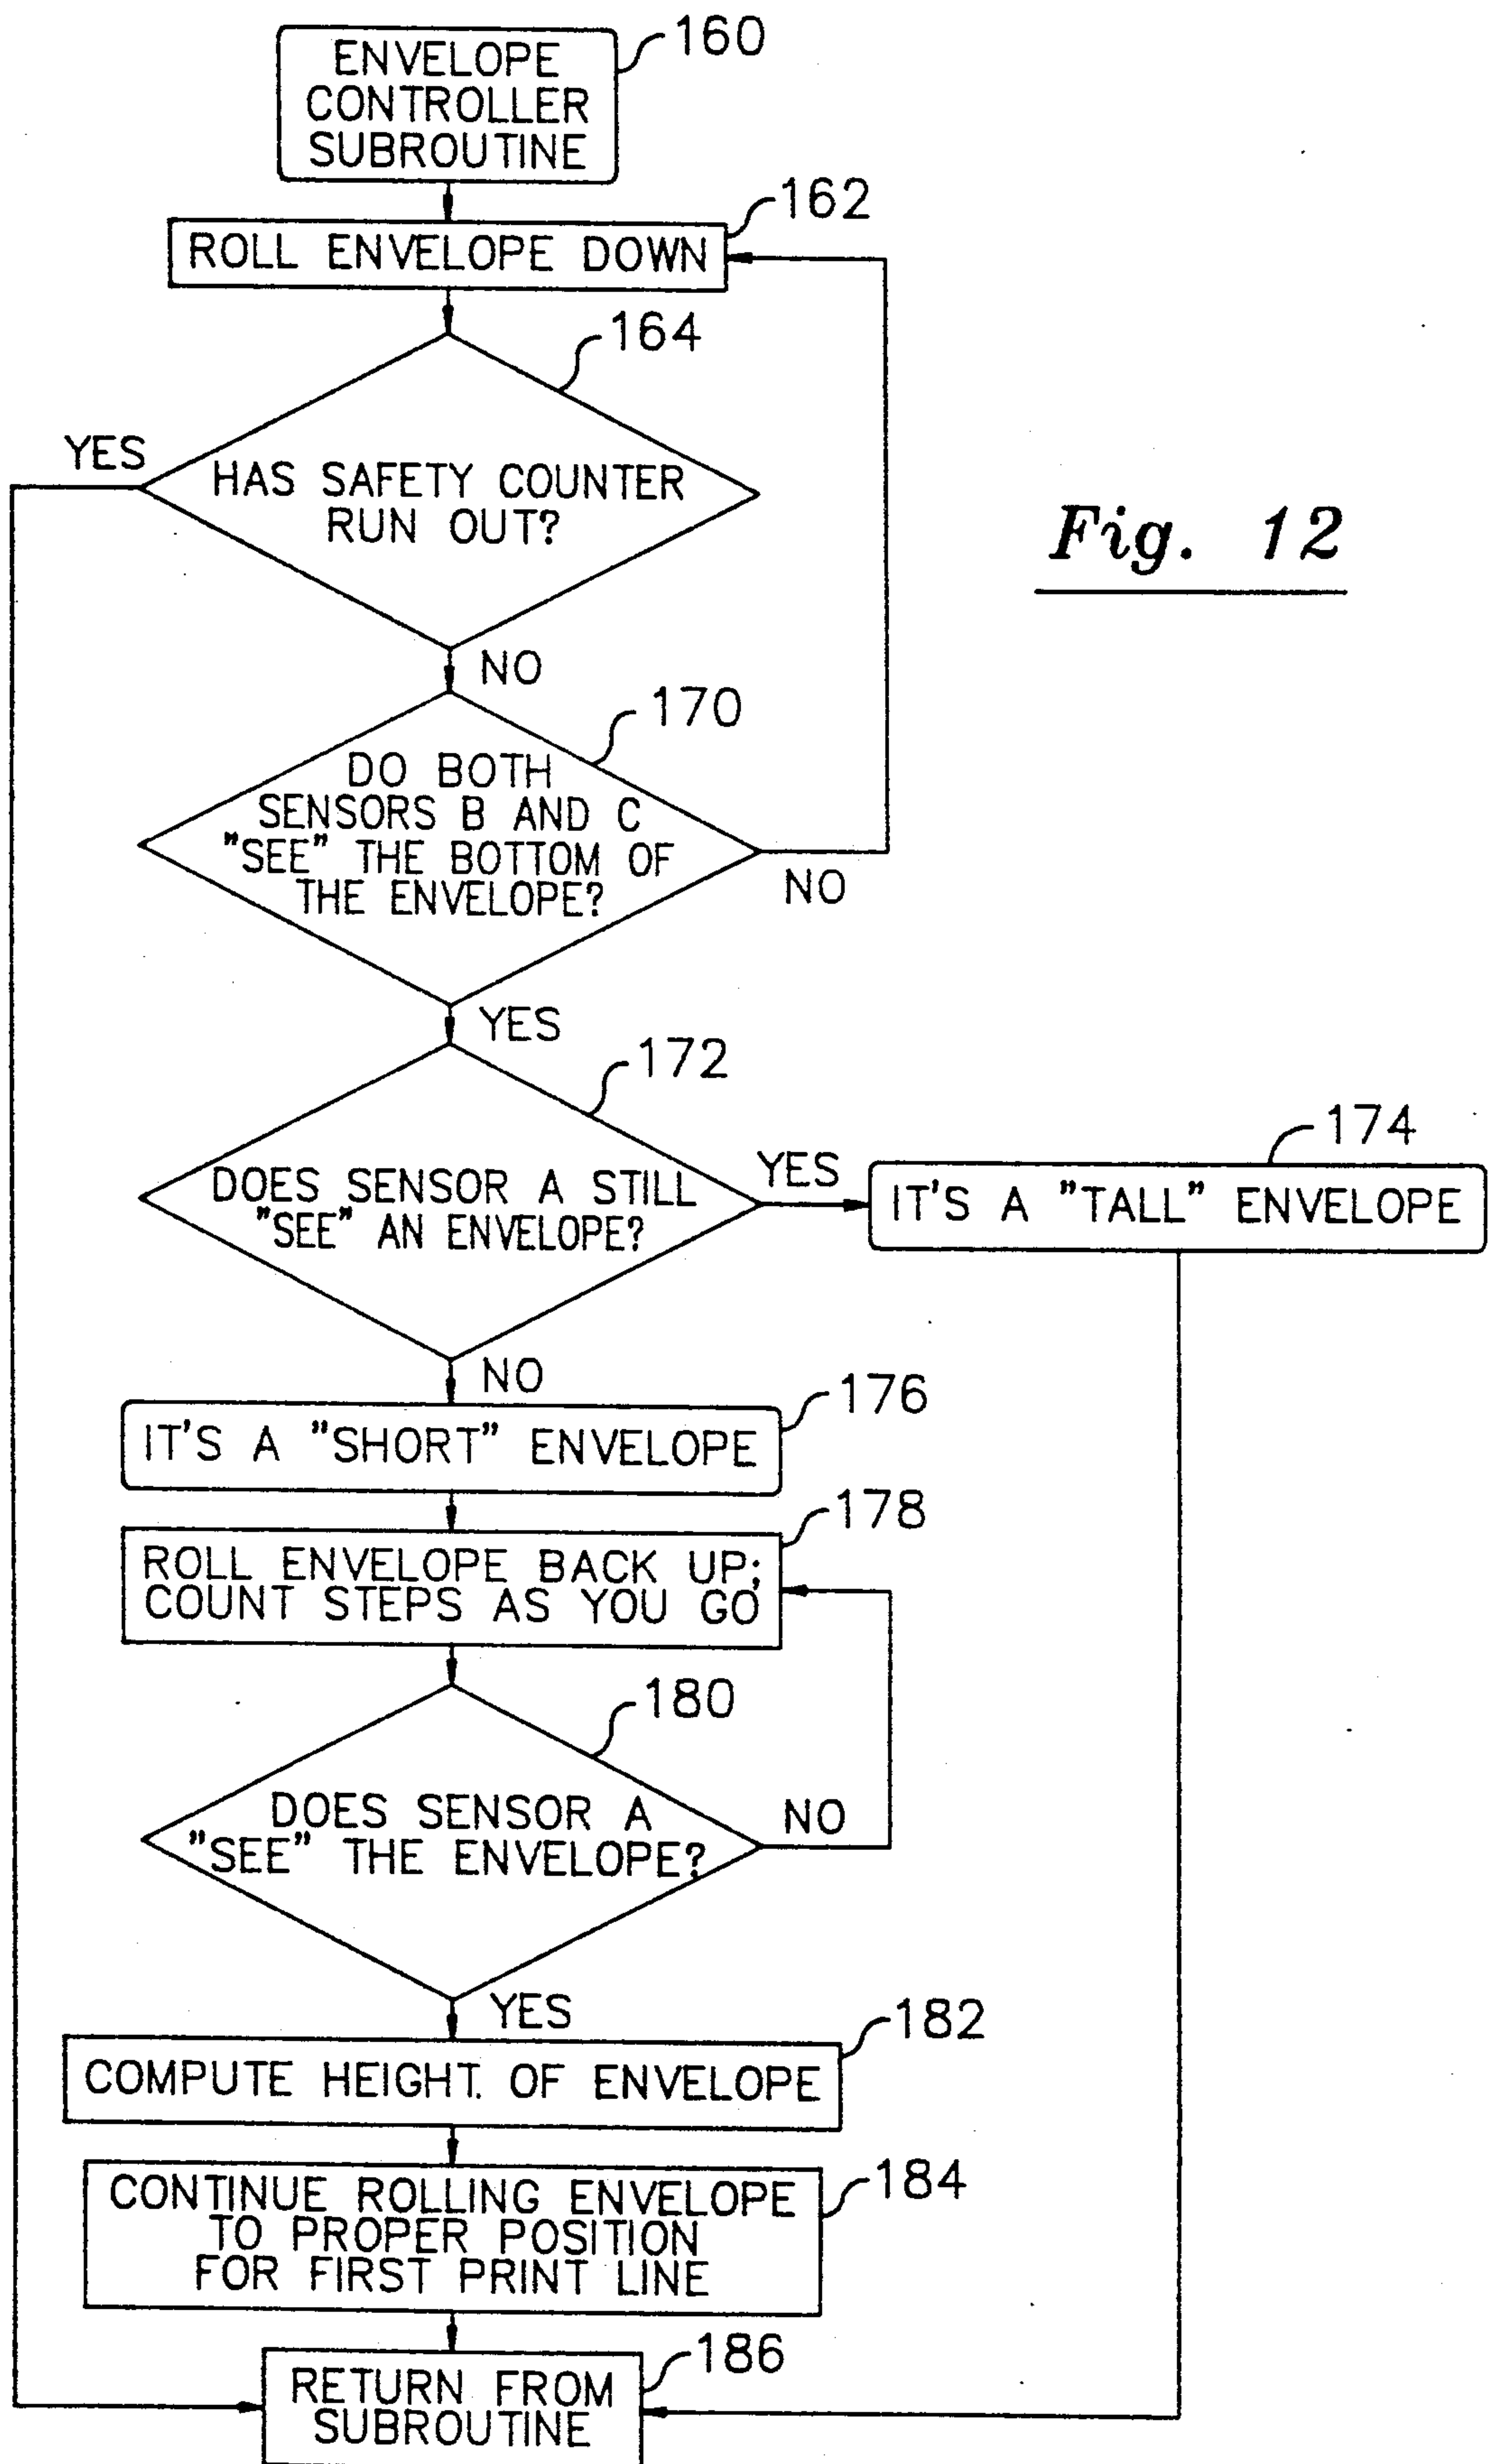 ENVELOPE
CONTROLLER
SUBROUTINE
160
ROLL ENVELOPE DOWN
162
164
YES
HAS SAFETY COUNTER
RUN OUT?
Fig. 12
NO
170
DO BOTH
SENSORS B AND C
"SEE" THE BOTTOM OF
THE ENVELOPE?
NO
YES
172
DOES SENSOR A STILL
"SEE" AN ENVELOPE?
YES
174
IT'S A "TALL" ENVELOPE
NO
176
IT'S A "SHORT" ENVELOPE
178
ROLL ENVELOPE BACK UP;
COUNT STEPS AS YOU GO
180
DOES SENSOR A
"SEE" THE ENVELOPE?
NO
YES
182
COMPUTE HEIGHT OF ENVELOPE
184
CONTINUE ROLLING ENVELOPE
TO PROPER POSITION
FOR FIRST PRINT LINE
186
RETURN FROM
SUBROUTINE